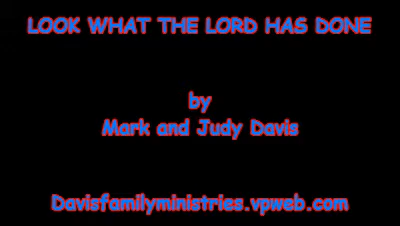 LOOK WHAT THE LORD HAS DONE
by
Mark and Judy Davis
Davisfamilyministries.vpweb.com